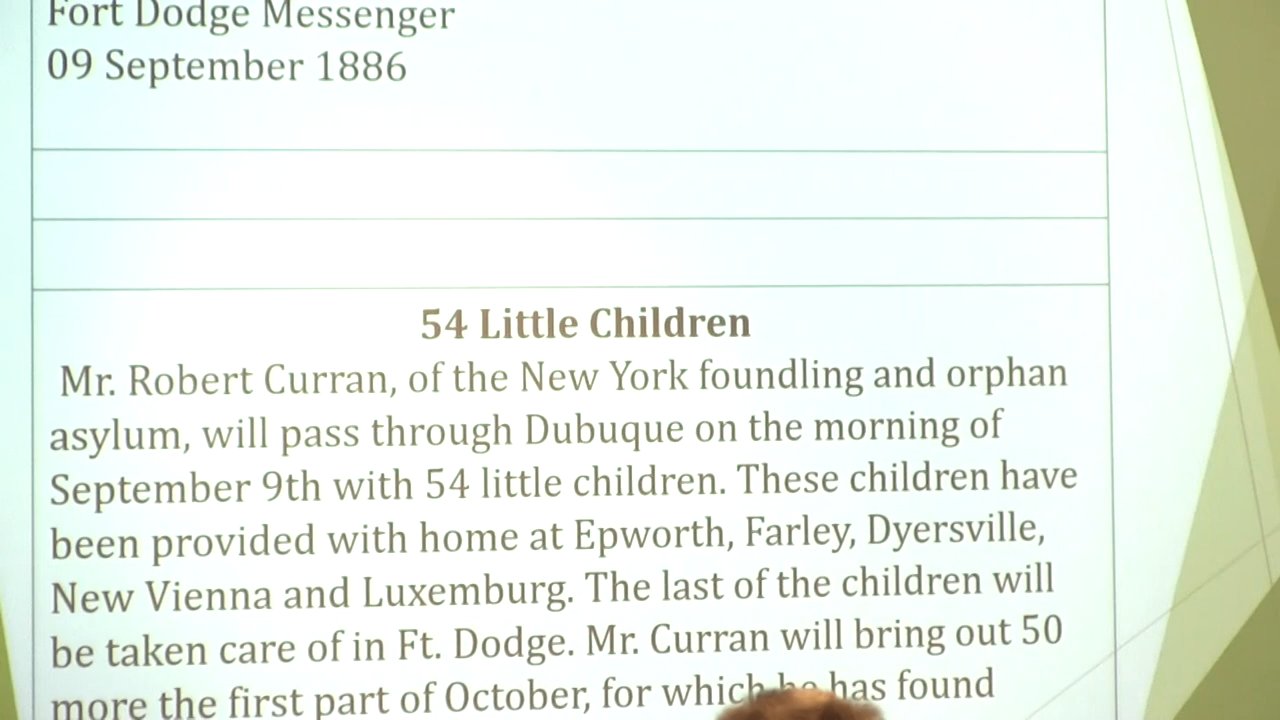 Fort Dodge Messenger
09 September 1886
54 Little Children
Mr. Robert Curran, of the New York foundling and orphan
asylum, will pass through Dubuque on the morning of
September 9th with 54 little children. These children have
been provided with home at Epworth, Farley, Dyersville,
New Vienna and Luxemburg. The last of the children will
be taken care of in Ft. Dodge. Mr. Curran will bring out 50
more the first part of October, for which he has found